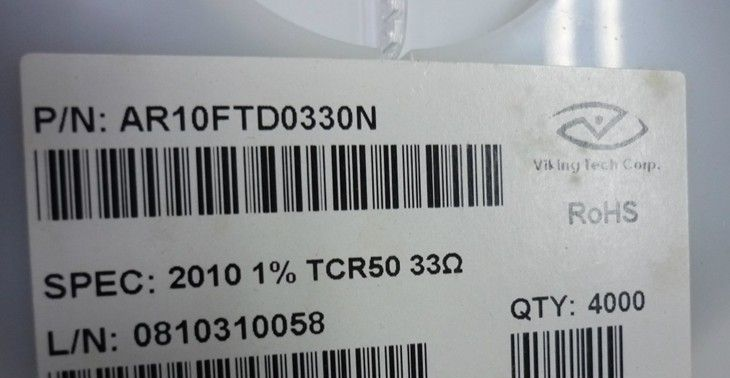 P/N: AR10FTD0330N
Viking Tech Corp.
RoHS
SPEC: 2010 1% TCR50 33Ω
L/N: 0810310058
QTY: 4000